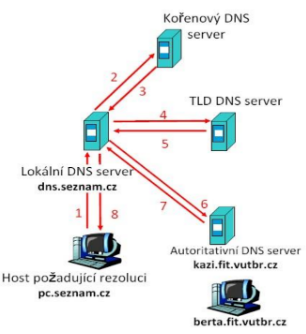 Kořenový DNS
server
2
3
TLD DNS server
4
5
Lokální DNS server
dns.seznam.cz
1
8
6
7
Autoritativní DNS server
kazi.fit.vutbr.cz
Host požadující rezoluci
pc.seznam.cz
berta.fit.vutbr.cz